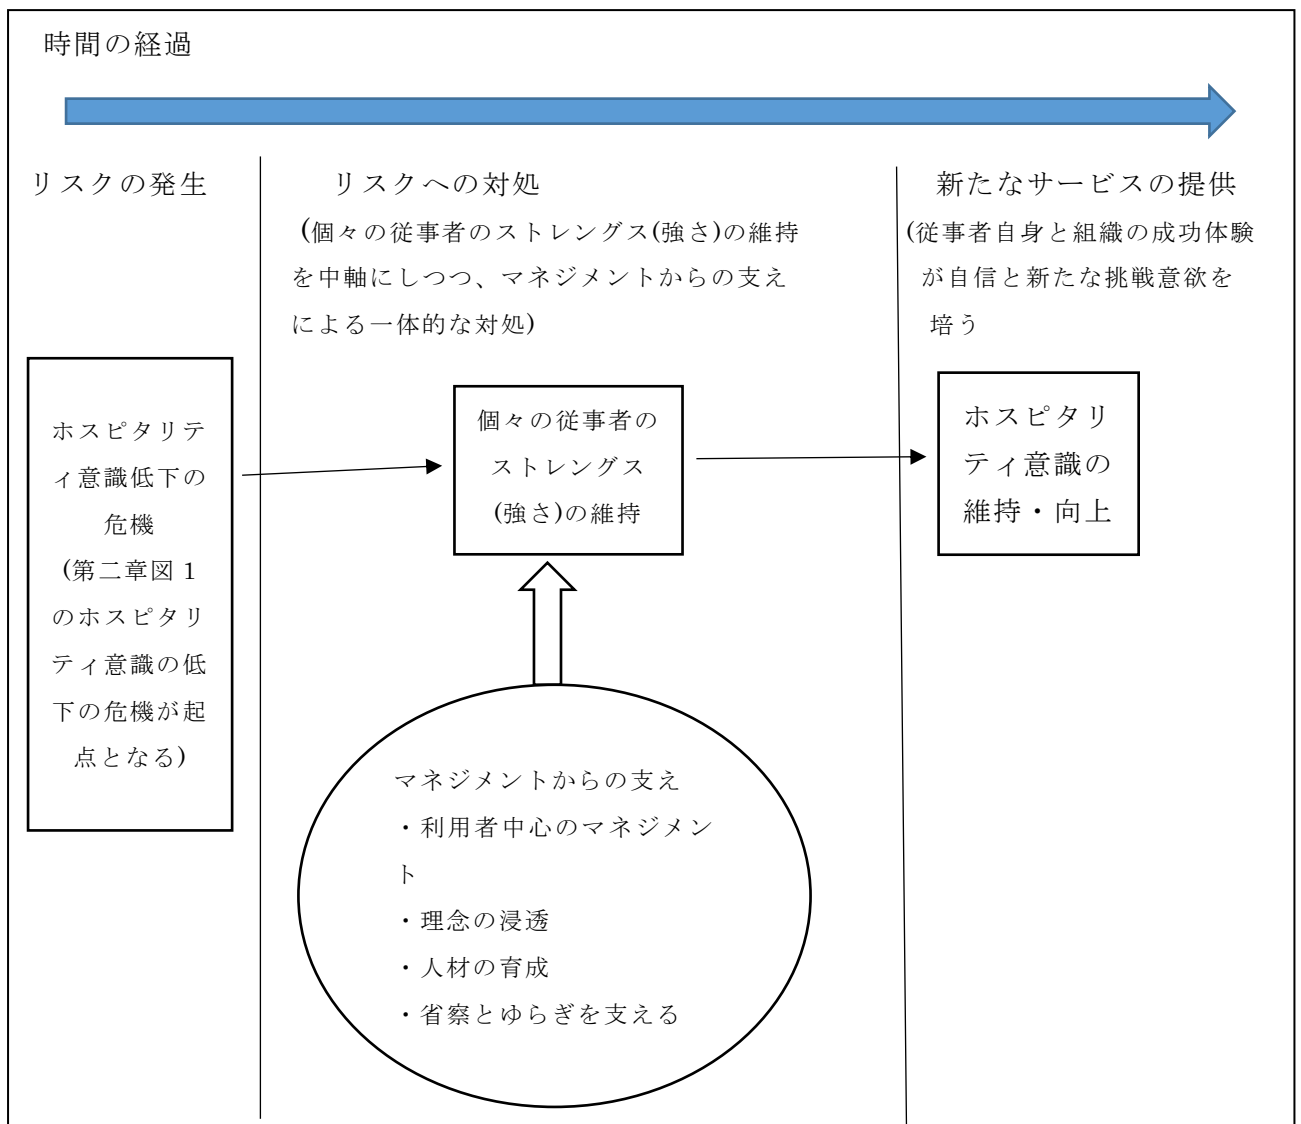 時間の経過
リスクの発生
リスクへの対処
(個々の従事者のストレングス(強さ)の維持
を中軸にしつつ、マネジメントからの支え
による一体的な対処)
新たなサービスの提供
(従事者自身と組織の成功体験
が自信と新たな挑戦意欲を
培う
ホスピタリテ
ィ意識低下の
危機
(第二章図 1
のホスピタリ
ティ意識の低
下の危機が起
点となる)
個々の従事者の
ストレングス
(強さ)の維持
ホスピタリ
ティ意識の
維持・向上
マネジメントからの支え
・利用者中心のマネジメン
ト
・理念の浸透
・人材の育成
・省察とゆらぎを支える